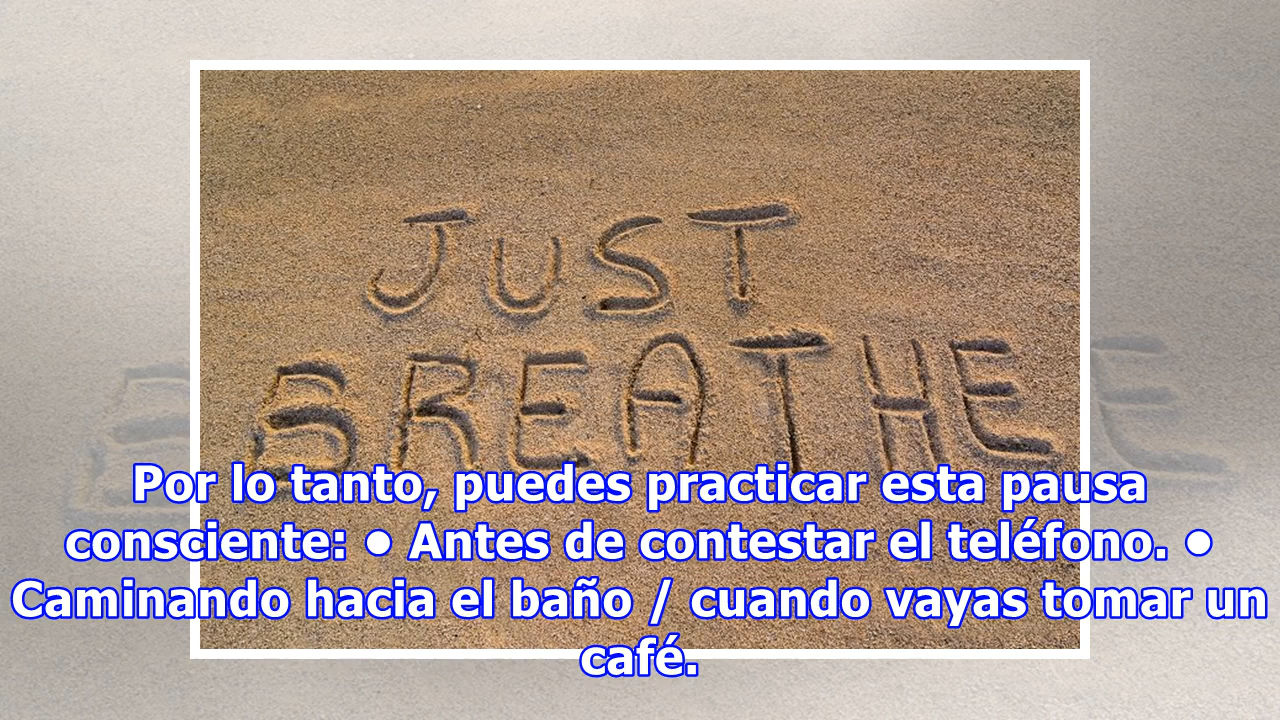 JUST
BREATHE
Por lo tanto, puedes practicar esta pausa
consciente: • Antes de contestar el teléfono. •
Caminando hacia el baño / cuando vayas tomar un
café.